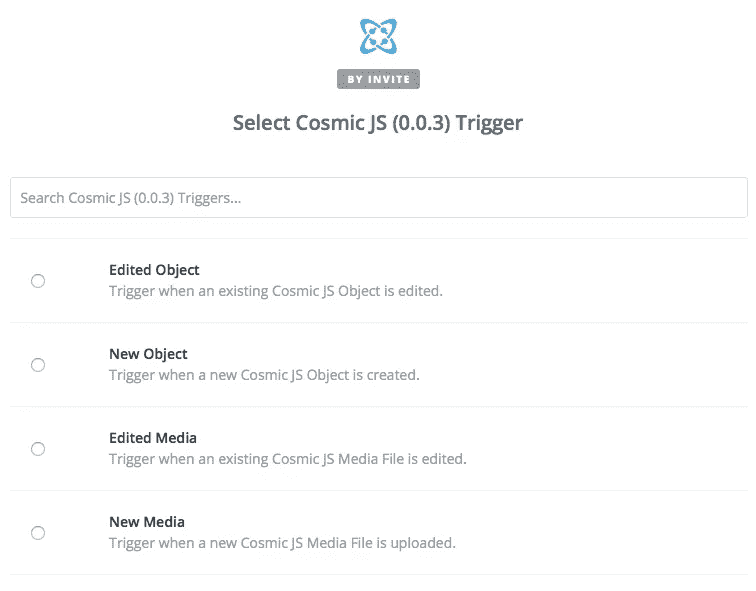 BY INVITE
Select Cosmic JS (0.0.3) Trigger
Search Cosmic JS (0.0.3) Triggers...
Edited Object
Trigger when an existing Cosmic JS Object is edited.
New Object
Trigger when a new Cosmic JS Object is created.
Edited Media
Trigger when an existing Cosmic JS Media File is edited.
New Media
Trigger when a new Cosmic JS Media File is uploaded.